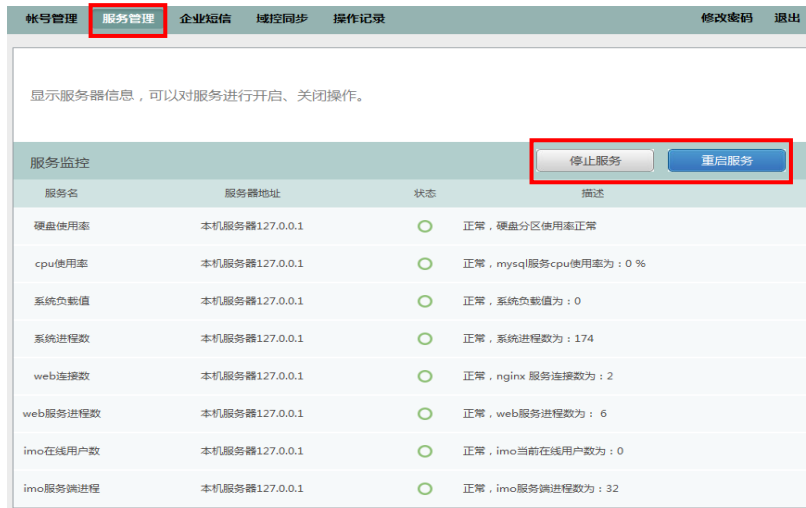 帐号管理 服务管理 企业短信 域控同步 操作记录 修改密码 退出
显示服务器信息，可以对服务进行开启、关闭操作。
服务监控 停止服务 重启服务
服务名 服务器地址 状态 描述
硬盘使用率 本机服务器127.0.0.1 正常，硬盘分区使用率正常
cpu使用率 本机服务器127.0.0.1 正常，mysql服务cpu使用率为：0 %
系统负载值 本机服务器127.0.0.1 正常，系统负载值为：0
系统进程数 本机服务器127.0.0.1 正常，系统进程数为：174
web连接数 本机服务器127.0.0.1 正常，nginx 服务连接数为：2
web服务进程数 本机服务器127.0.0.1 正常，web服务进程数为： 6
imo在线用户数 本机服务器127.0.0.1 正常，imo当前在线用户数为：0
imo服务端进程 本机服务器127.0.0.1 正常，imo服务端进程数为：32